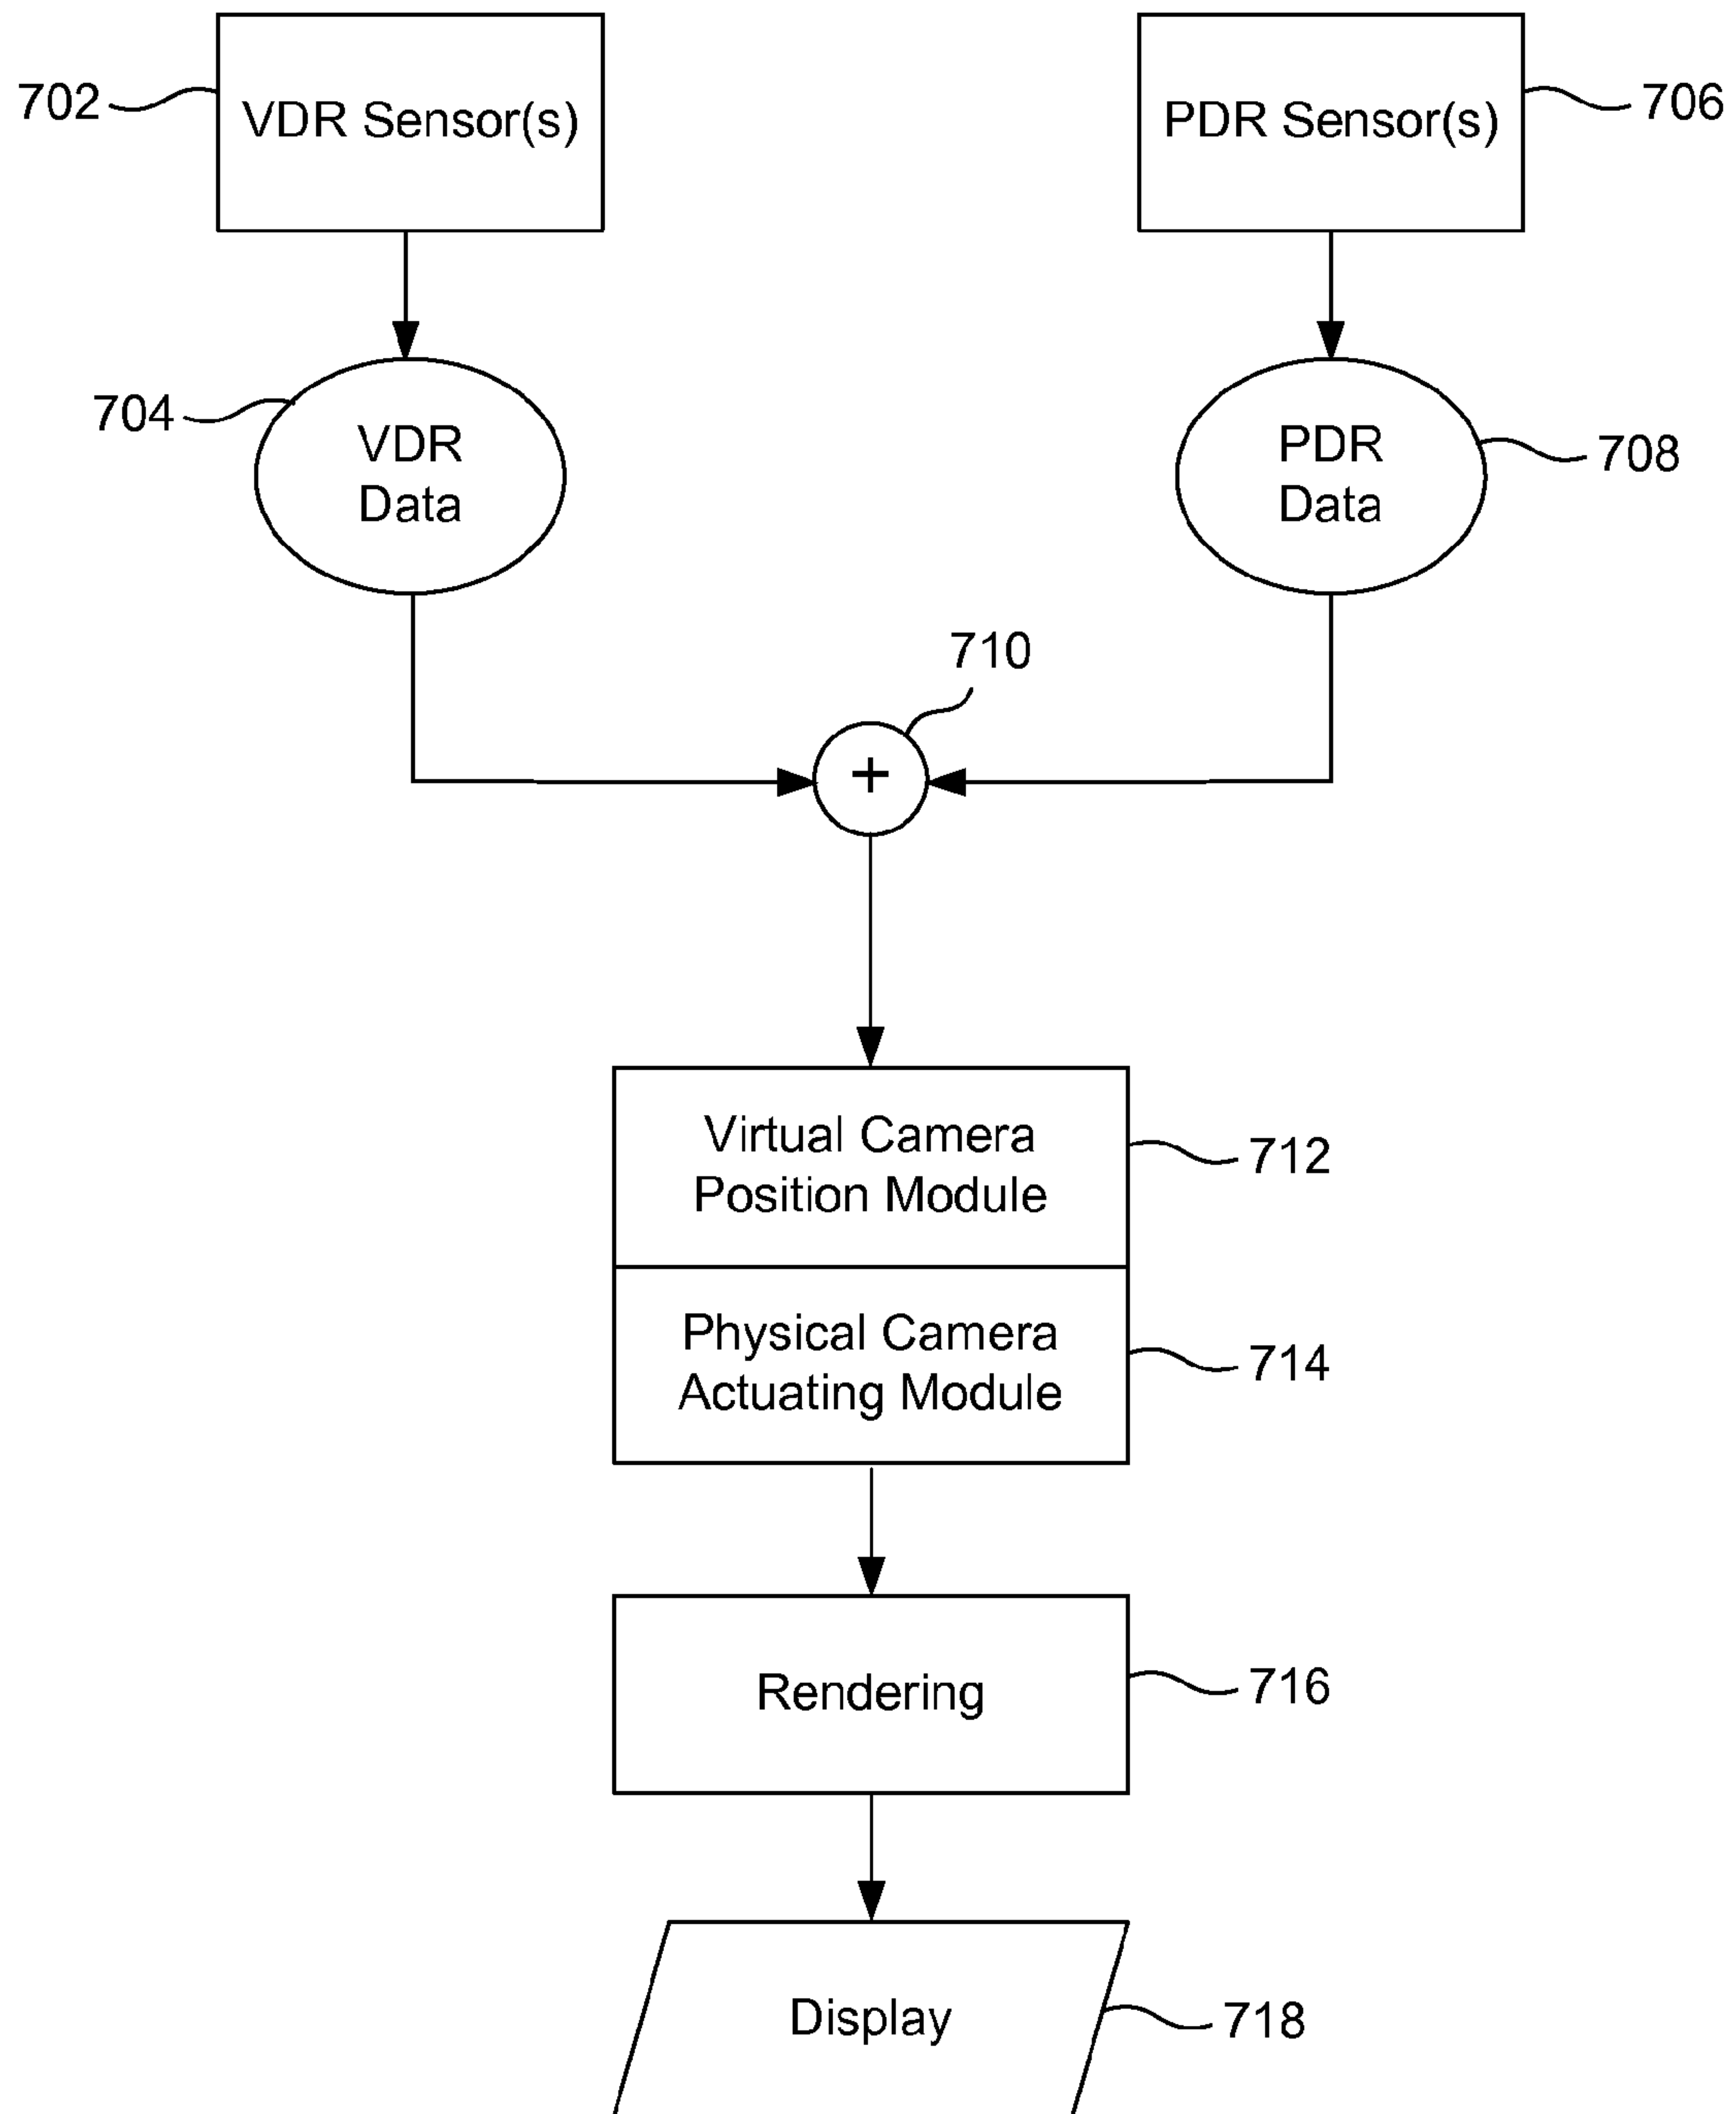 702
VDR Sensor(s)
PDR Sensor(s)
706
704
VDR
Data
PDR
Data
708
710
+
Virtual Camera
Position Module
712
Physical Camera
Actuating Module
714
Rendering
716
Display
718